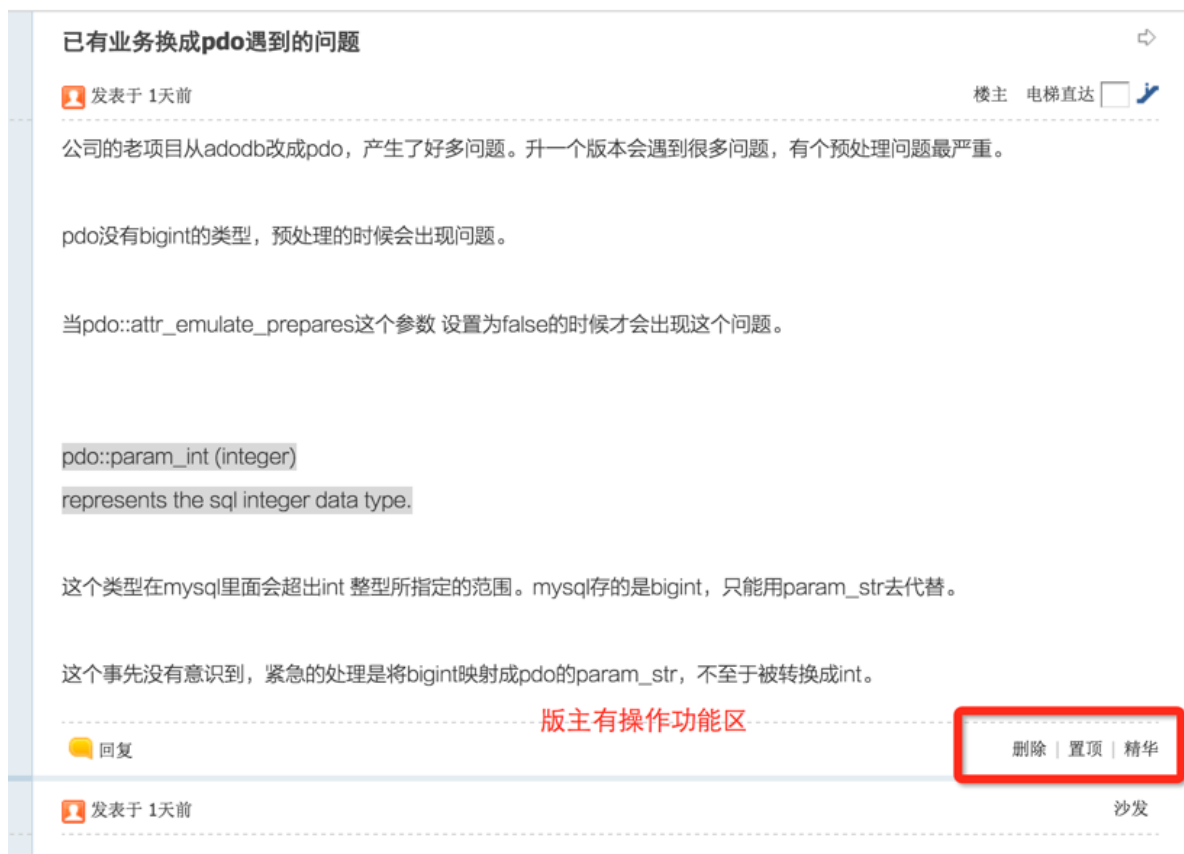 已有业务换成pdo遇到的问题
发表于 1天前
楼主 电梯直达
公司的老项目从adodb改成pdo，产生了好多问题。升一个版本会遇到很多问题，有个预处理问题最严重。
pdo没有bigint的类型，预处理的时候会出现问题。
当pdo::attr_emulate_prepares这个参数 设置为false的时候才会出现这个问题。
pdo::param_int (integer)
represents the sql integer data type.
这个类型在mysql里面会超出int 整型所指定的范围。mysql存的是bigint，只能用param_str去代替。
这个事先没有意识到，紧急的处理是将bigint映射成pdo的param_str，不至于被转换成int。
版主有操作功能区
回复
删除 | 置顶 | 精华
发表于 1天前
沙发